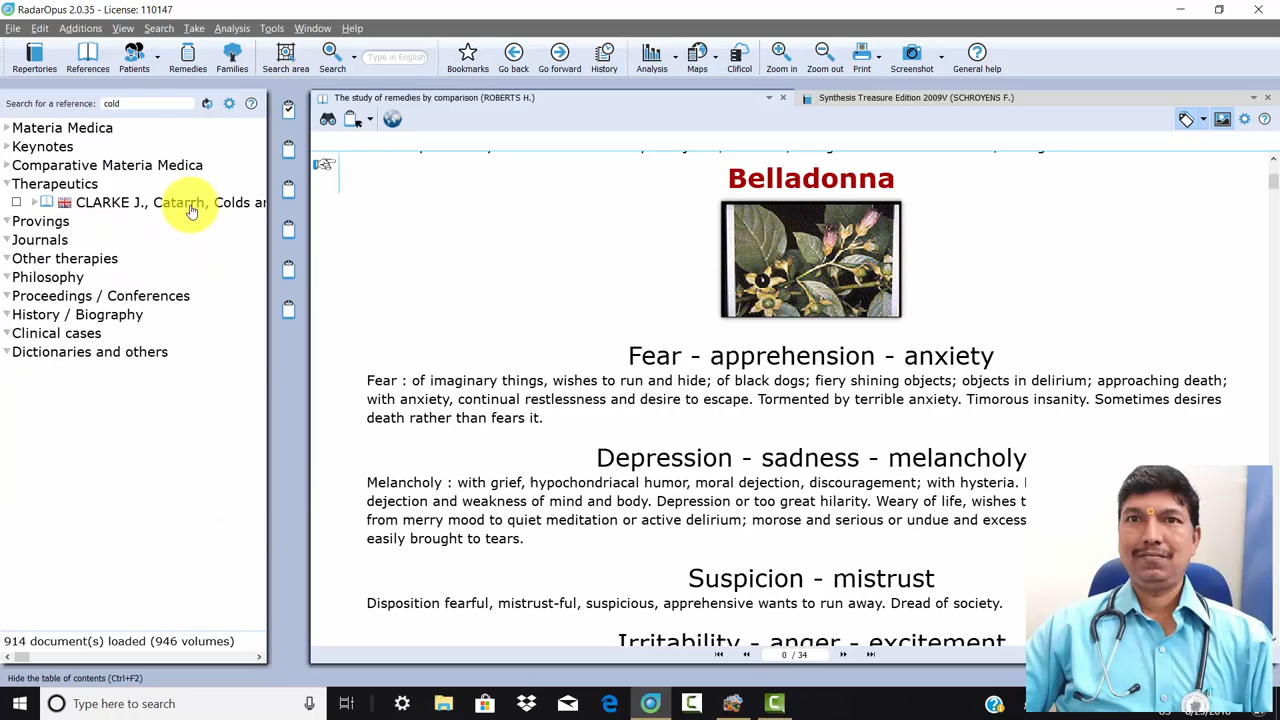 RadarOpus 2.0.35 - License: 110147
File Edit Additions View Search Take Analysis Tools Window Help
Repertories References Patients Remedies Families Search area Search Type in English Bookmarks Go back Go forward History Analysis Maps Clificol Zoom in Zoom out Print Screenshot General help
Search for a reference: cold
Materia Medica
Keynotes
Comparative Materia Medica
Therapeutics
CLARKE J., Catarrh, Colds
Provings
Journals
Other therapies
Philosophy
Proceedings / Conferences
History / Biography
Clinical cases
Dictionaries and others
914 document(s) loaded (946 volumes)
Hide the table of contents (Ctrl+F2)
The study of remedies by comparison (ROBERTS H.)
Synthesis Treasure Edition 2009V (SCHROYENS F.)
Belladonna
Fear - apprehension - anxiety
Fear : of imaginary things, wishes to run and hide; of black dogs; fiery shining objects; objects in delirium; approaching death;
with anxiety, continual restlessness and desire to escape. Tormented by terrible anxiety. Timorous insanity. Sometimes desires
death rather than fears it.
Depression - sadness - melancholy
Melancholy : with grief, hypochondriacal humor, moral dejection, discouragement; with hysteria.
dejection and weakness of mind and body. Depression or too great hilarity. Weary of life, wishes
from merry mood to quiet meditation or active delirium; morose and serious or undue and
easily brought to tears.
Suspicion - mistrust
Disposition fearful, mistrust-ful, suspicious, apprehensive wants to run away. Dread of society.
Irritability - anger - excitement
0 / 34
Type here to search